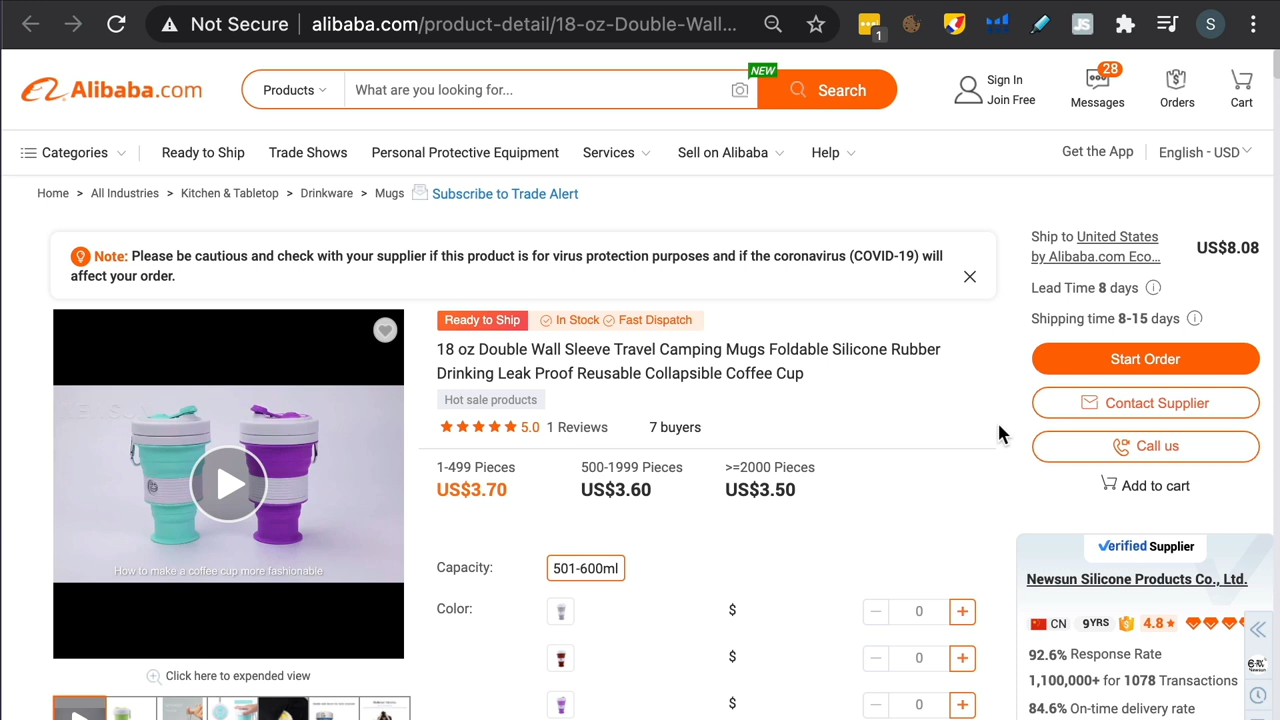 Not Secure
alibaba.com/product-detail/18-oz-Double-Wall...
1
JS
S
Alibaba.com
Products
What are you looking for...
NEW
Search
Sign In
Join Free
28
Messages
Orders
Cart
Categories
Ready to Ship
Trade Shows
Personal Protective Equipment
Services
Sell on Alibaba
Help
Get the App
English - USD
Home > All Industries > Kitchen & Tabletop > Drinkware > Mugs
Subscribe to Trade Alert
Note: Please be cautious and check with your supplier if this product is for virus protection purposes and if the coronavirus (COVID-19) will
affect your order.
Ship to United States
by Alibaba.com Eco...
US$8.08
Lead Time 8 days
Shipping time 8-15 days
Start Order
Contact Supplier
Call us
Add to cart
Ready to Ship
In Stock
Fast Dispatch
18 oz Double Wall Sleeve Travel Camping Mugs Foldable Silicone Rubber
Drinking Leak Proof Reusable Collapsible Coffee Cup
Hot sale products
5.0
1 Reviews
7 buyers
1-499 Pieces
500-1999 Pieces
>=2000 Pieces
US$3.70
US$3.60
US$3.50
Capacity:
501-600ml
Color:
$
0
$
0
$
0
How to make a coffee cup more fashionable
Click here to expended view
Verified Supplier
Newsun Silicone Products Co., Ltd.
CN
9YRS
4.8
92.6% Response Rate
1,100,000+ for 1078 Transactions
84.6% On-time delivery rate